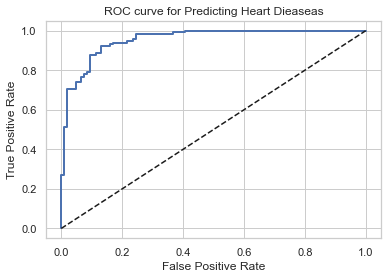 ROC curve for Predicting Heart Dieaseas
1.0
0.8
0.6
0.4
0.2
0.0
True Positive Rate
0.0 0.2 0.4 0.6 0.8 1.0
False Positive Rate